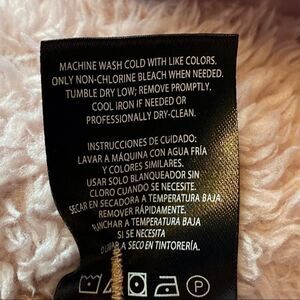 MACHINE WASH COLD WITH LIKE COLORS.
ONLY NON-CHLORINE BLEACH WHEN NEEDED.
TUMBLE DRY LOW; REMOVE PROMPTLY.
COOL IRON IF NEEDED OR
PROFESSIONALLY DRY-CLEAN.
INSTRUCCIONES DE CUIDADO:
LAVAR A MÁQUINA CON AGUA FRÍA
Y COLORES SIMILARES.
USAR SOLO BLANQUEADOR SIN
CLORO CUANDO SE NECESITE.
SECAR EN SECADORA A TEMPERATURA BAJA
REMOVER RÁPIDAMENTE.
PLANCHAR A TEMPERATURA BAJA
SI SE NECESITA
O LAVAR A SECO EN TINTORERÍA.
P